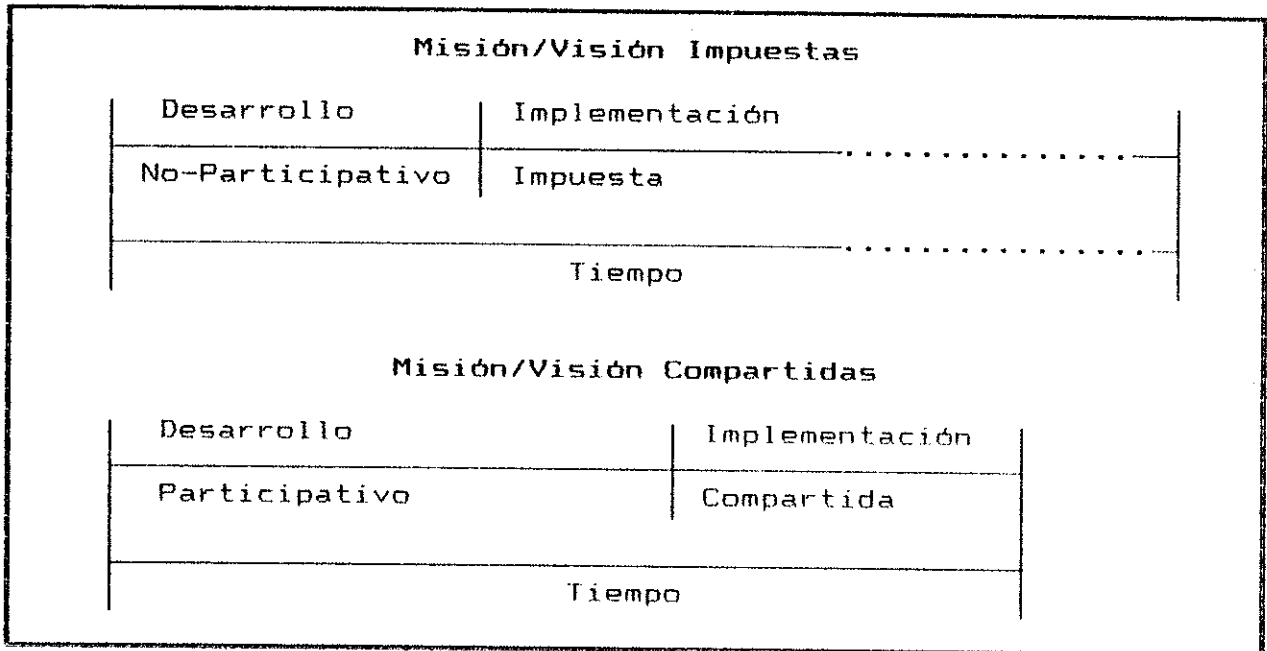 Misión/Visión Impuestas
Desarrollo Implementación
No-Participativo Impuesta
Tiempo
Misión/Visión Compartidas
Desarrollo Implementación
Participativo Compartida
Tiempo